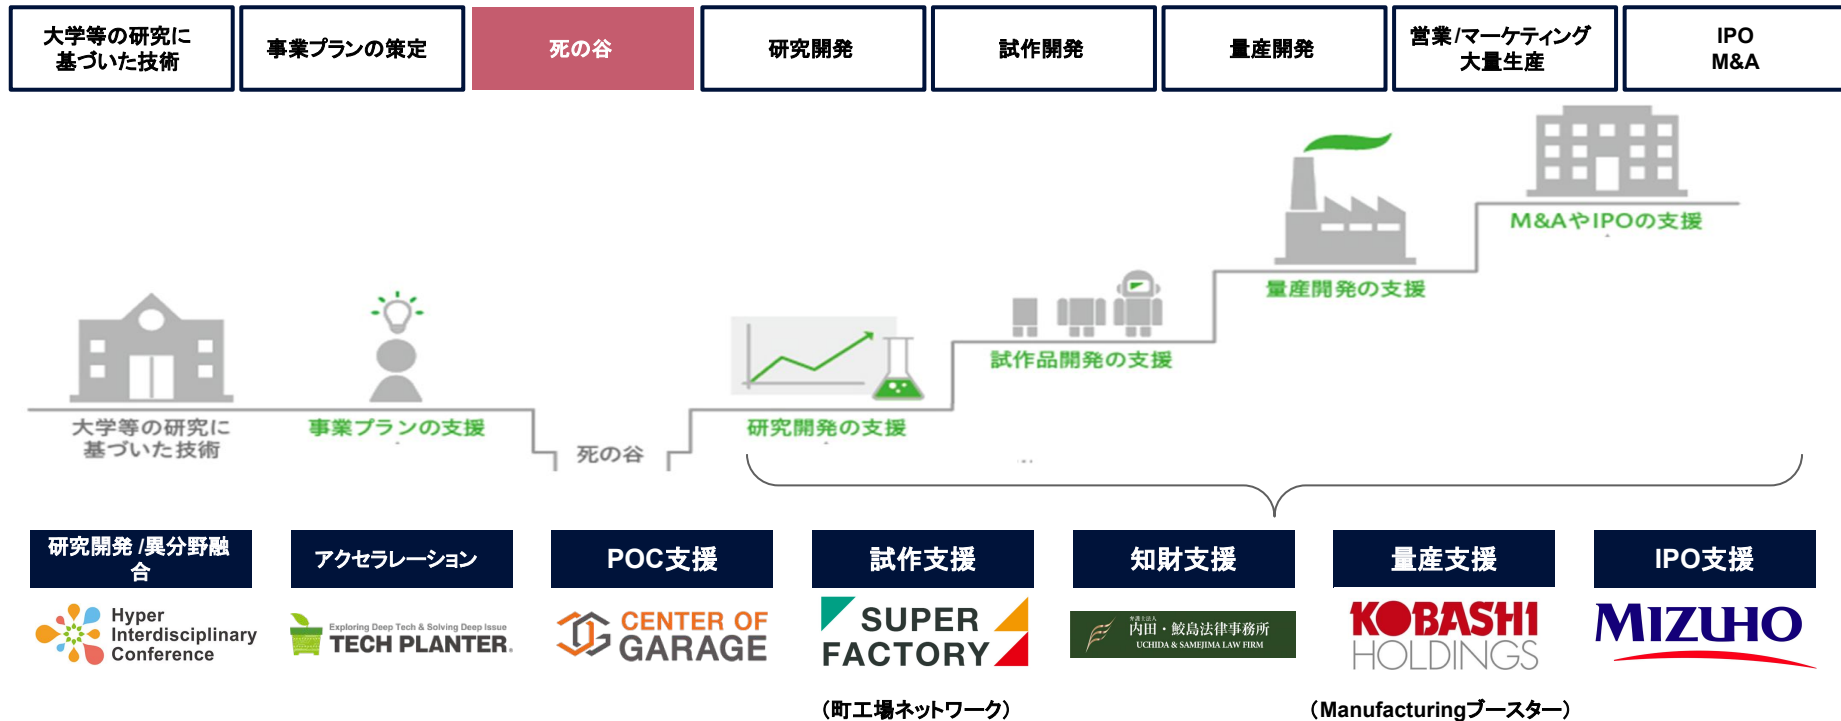 大学等の研究に
基づいた技術
事業プランの策定
死の谷
研究開発
試作開発
量産開発
営業/マーケティング
大量生産
IPO
M&A
M&AやIPOの支援
量産開発の支援
試作品開発の支援
大学等の研究に
基づいた技術
事業プランの支援
死の谷
研究開発の支援
研究開発 /異分野融
合
アクセラレーション
POC支援
試作支援
知財支援
量産支援
IPO支援
Hyper
Interdisciplinary
Conference
Exploring Deep Tech & Solving Deep Issue
TECH PLANTER.
CENTER OF
GARAGE
SUPER
FACTORY
弁護士法人
内田・鮫島法律事務所
UCHIDA & SAMEJIMA LAW FIRM
KOBASHI
HOLDINGS
MIZUHO
（町工場ネットワーク）
（Manufacturingブースター）